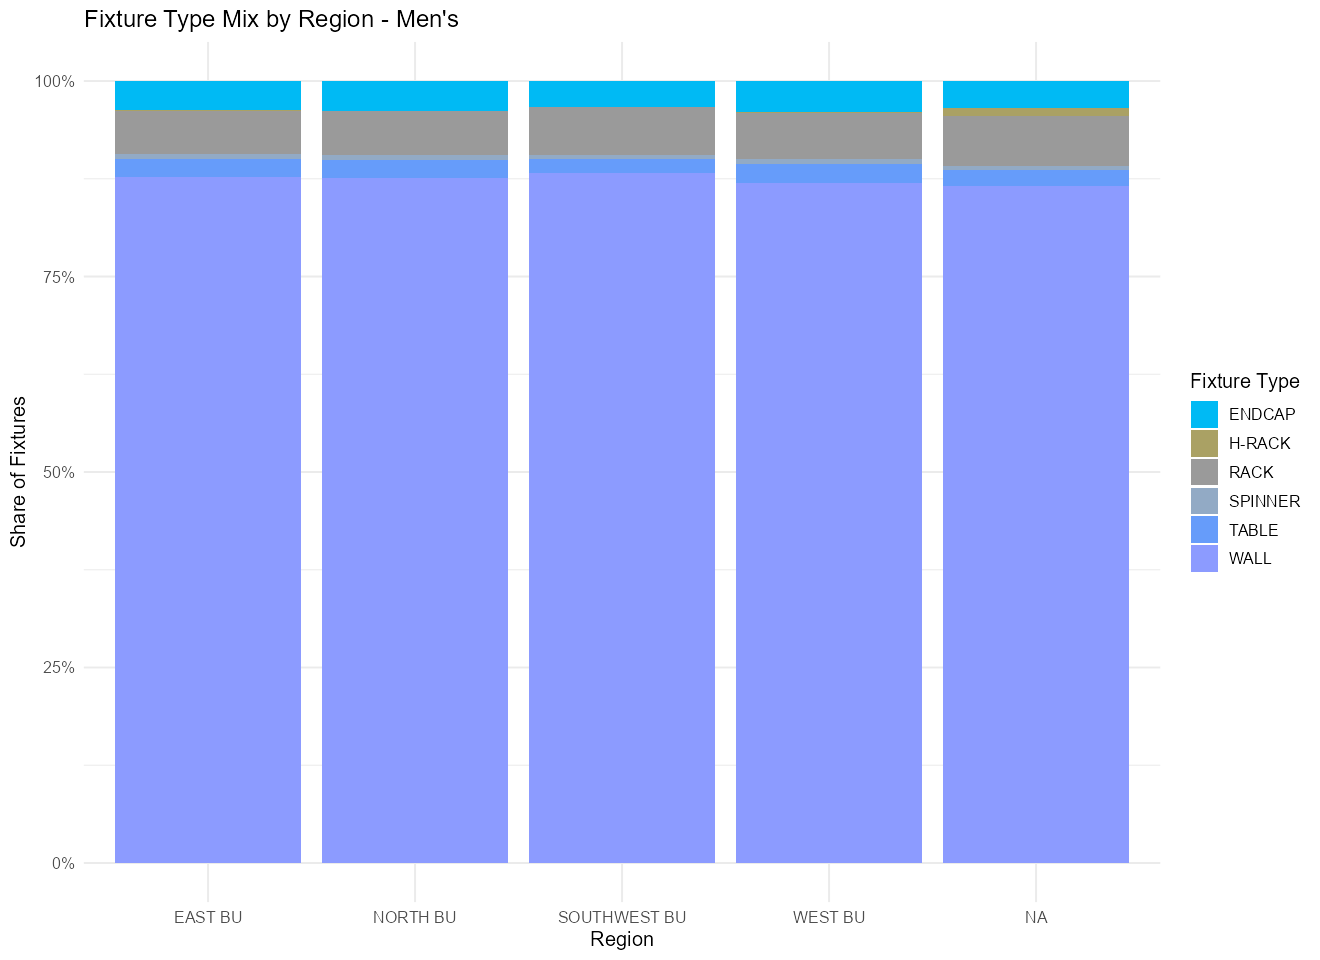 Fixture Type Mix by Region - Men's
100%
75%
50%
25%
0%
Share of Fixtures
EAST BU
NORTH BU
SOUTHWEST BU
WEST BU
NA
Region
Fixture Type
ENDCAP
H-RACK
RACK
SPINNER
TABLE
WALL